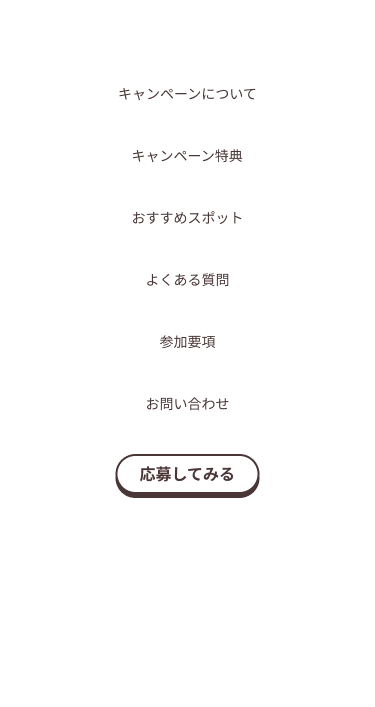 キャンペーンについて
キャンペーン特典
おすすめスポット
よくある質問
参加要項
お問い合わせ
応募してみる